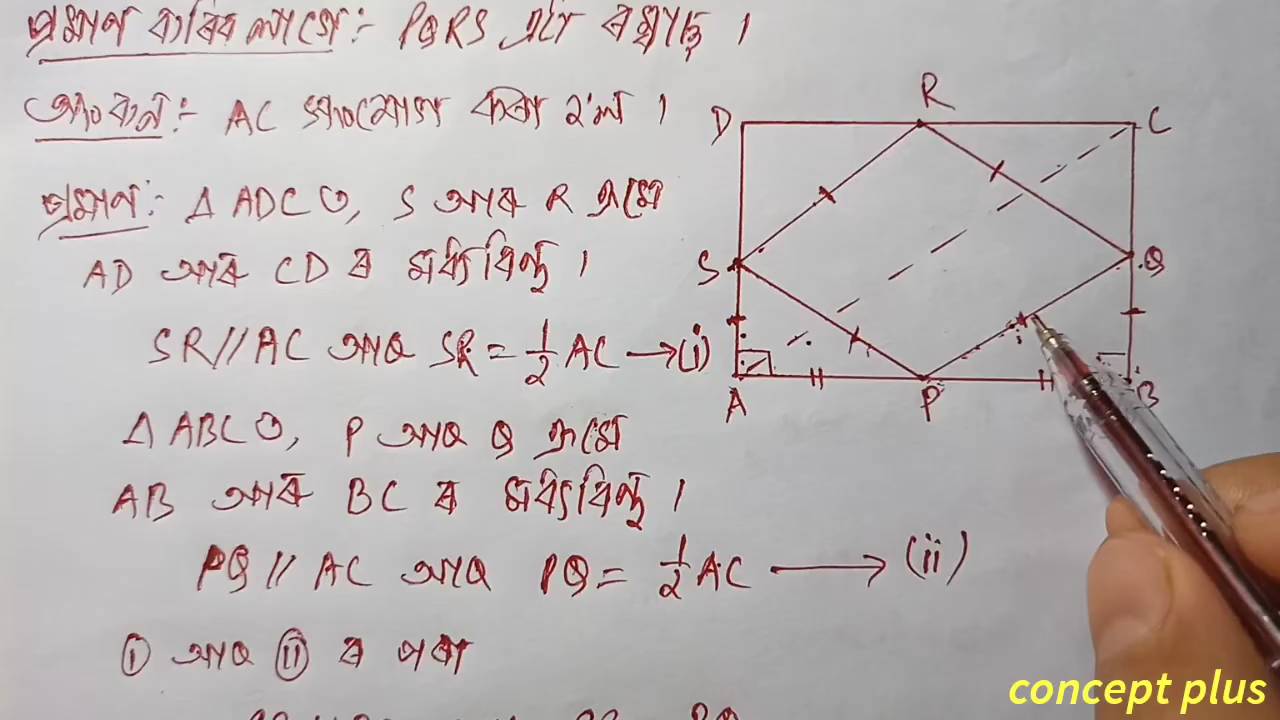 প্ৰমাণ কৰিব লাগে:- PQRS এটা ৰম্বাছ।
অংকন:- AC সংযোগ কৰা হ'ল।
প্ৰমাণ:- Δ ADC ত, S আৰু R ক্ৰমে
AD আৰু CD ৰ মধ্যবিন্দু।
SR // AC আৰু SR = 1/2 AC →(i)
Δ ABC ত, P আৰু Q ক্ৰমে
AB আৰু BC ৰ মধ্যবিন্দু।
PQ // AC আৰু PQ = 1/2 AC → (ii)
(i) আৰু (ii) ৰ পৰা
D R C
S Q
A P B
concept plus